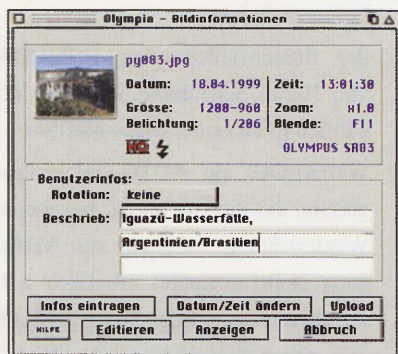 Olympia – Bildinformationen
py003.jpg
Datum: 18.04.1999 Zeit: 13:01:30
Grösse: 1280-960 Zoom: x1.0
Belichtung: 1/206 Blende: F11
HQ OLYMPUS SR03
Benutzerinfos:
Rotation: keine
Beschrieb: Iguazú-Wasserfälle,
Argentinien/Brasilien
Infos eintragen Datum/Zeit ändern Upload
HILFE Editieren Anzeigen Abbruch